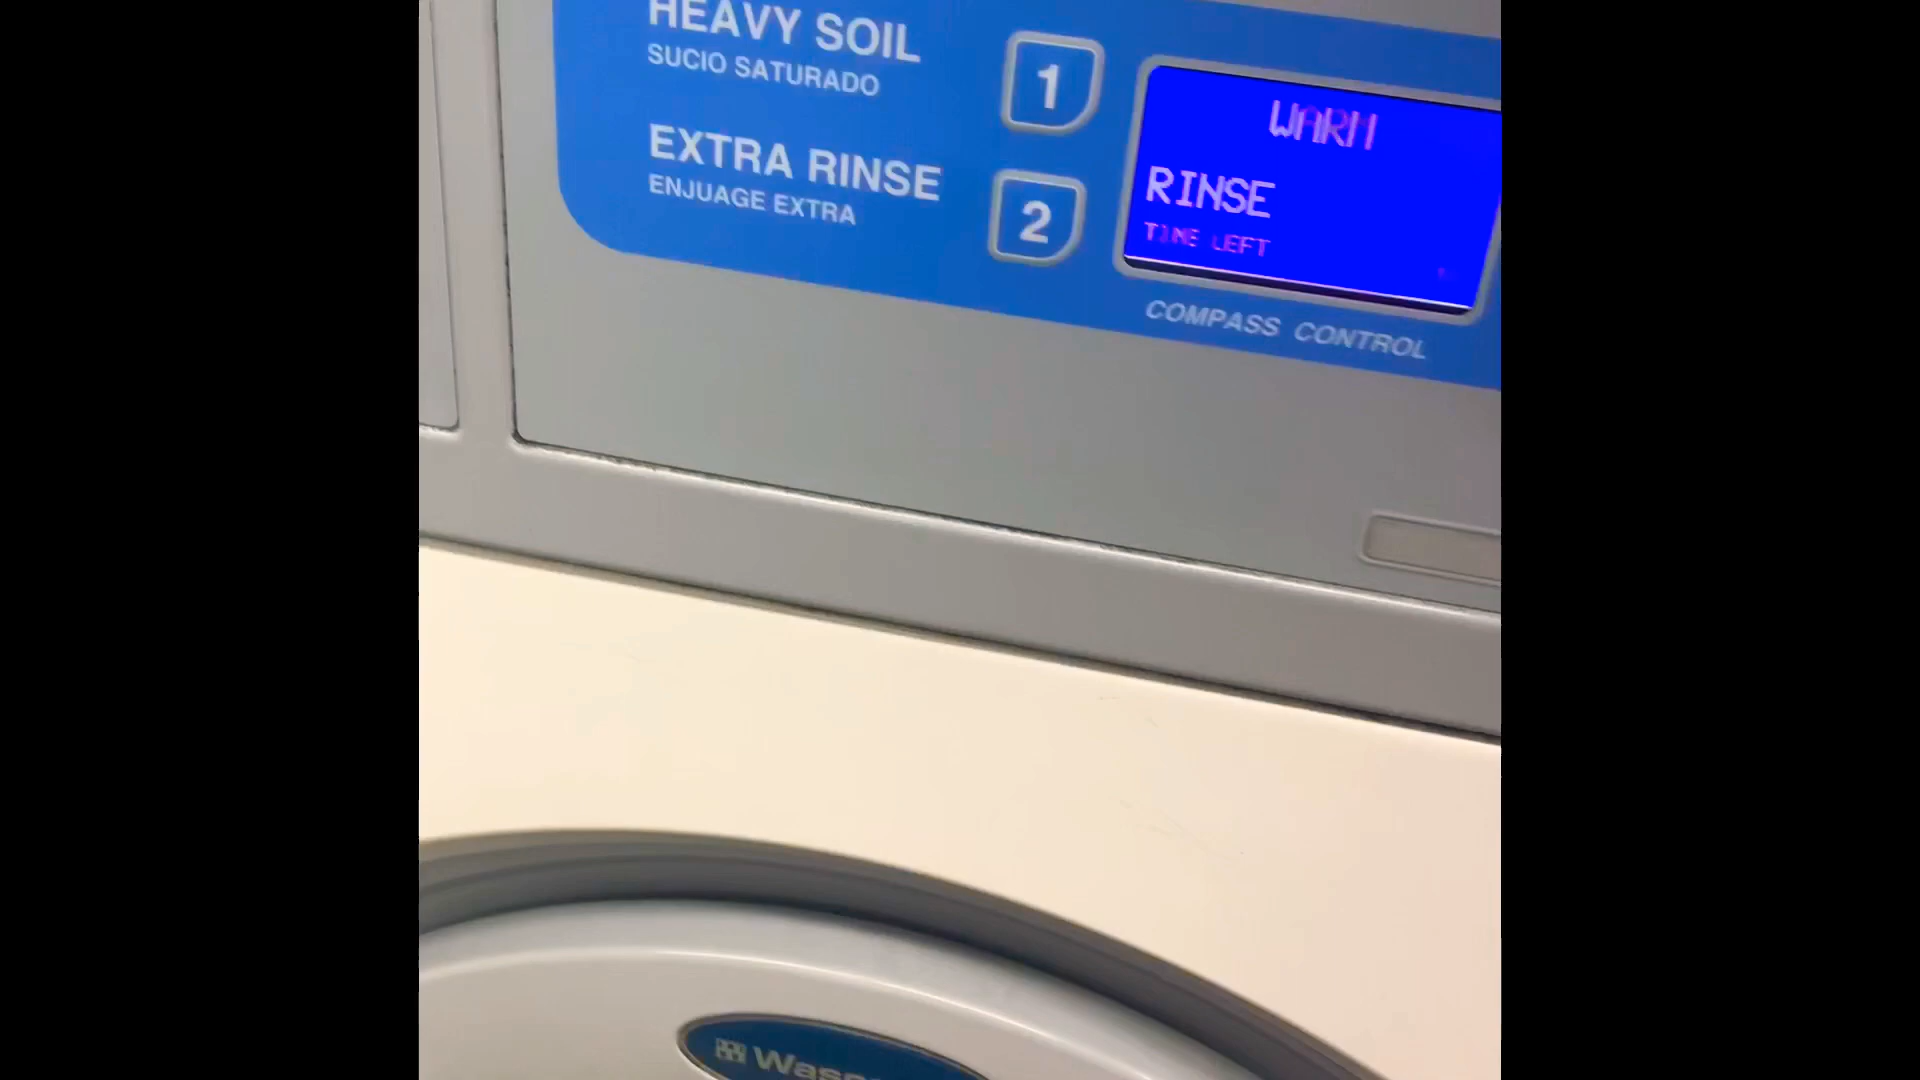 HEAVY SOIL
SUCIO SATURADO
1
EXTRA RINSE
ENJUAGE EXTRA
2
WARM
RINSE
TIME LEFT
COMPASS CONTROL